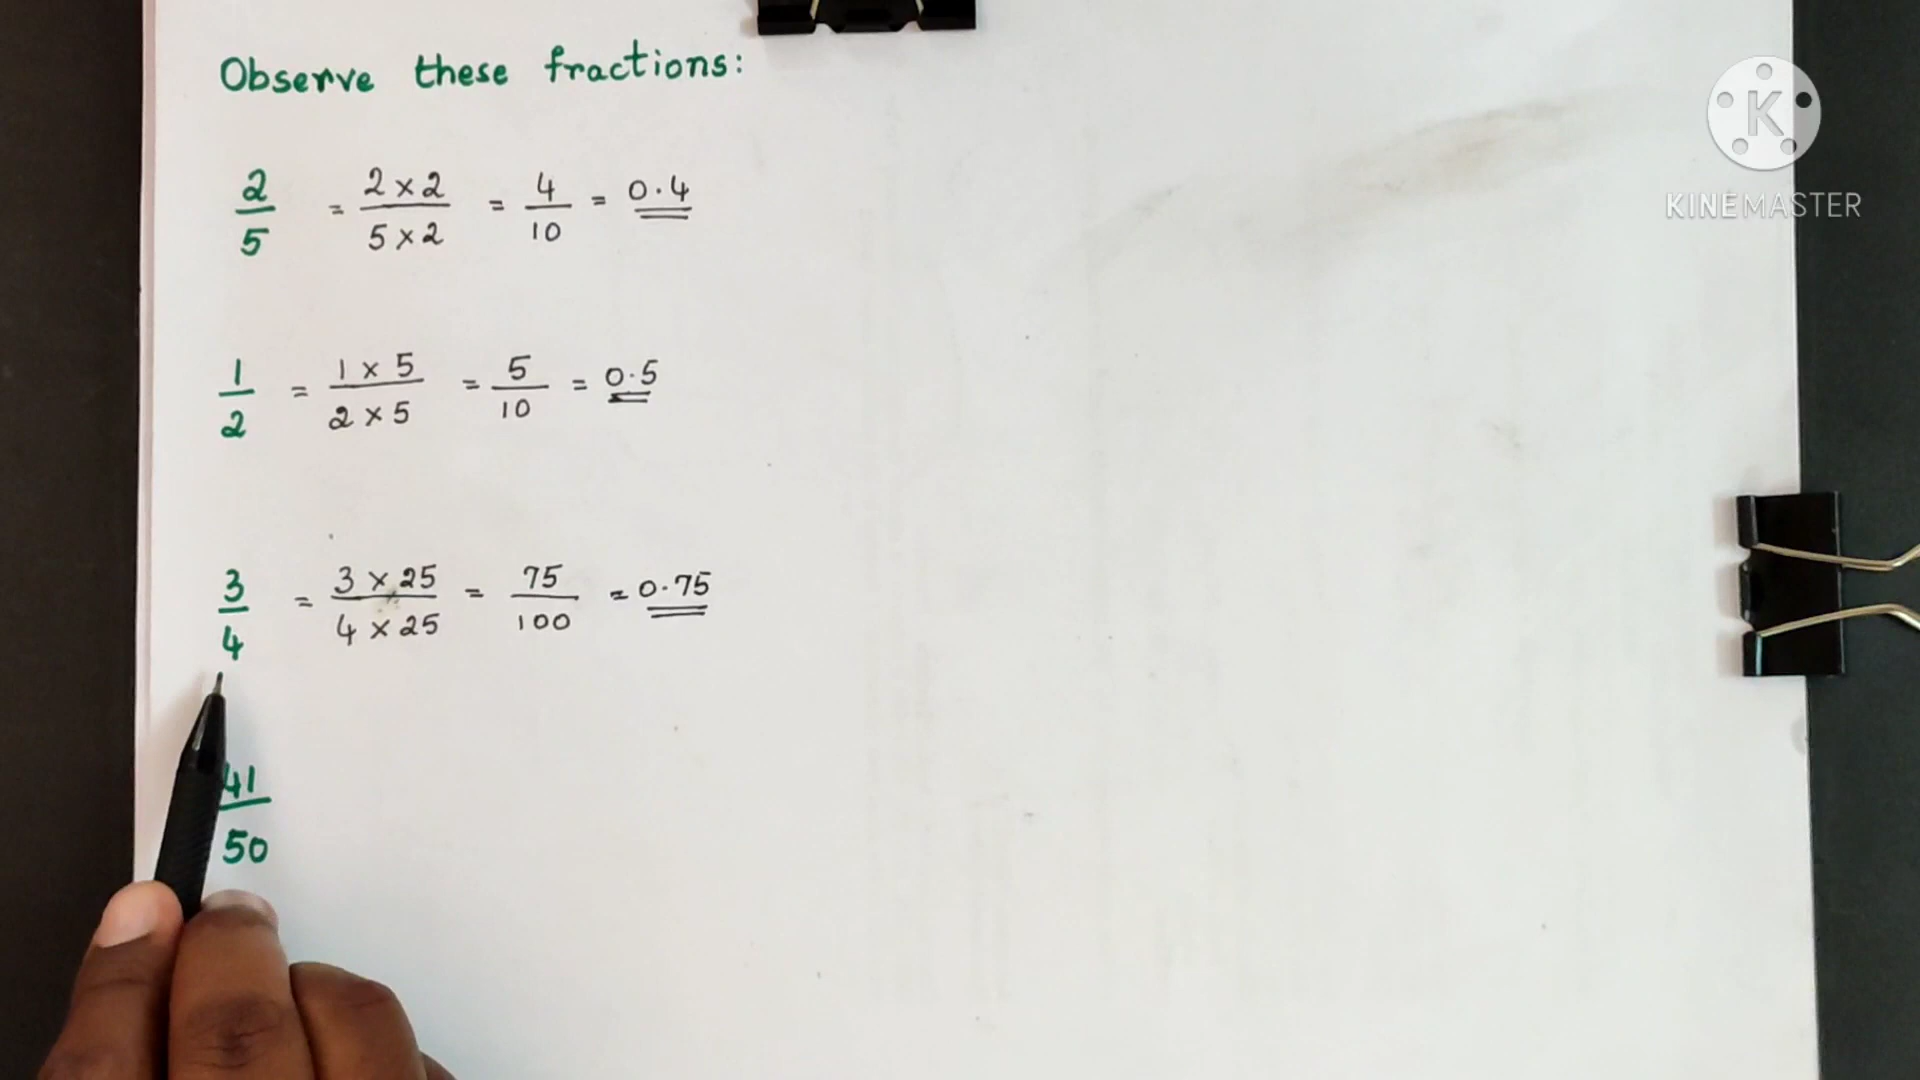 Observe these fractions:
2/5 = 2 × 2 / 5 × 2 = 4/10 = 0.4
1/2 = 1 × 5 / 2 × 5 = 5/10 = 0.5
3/4 = 3 × 25 / 4 × 25 = 75/100 = 0.75
41/50
KINEMASTER